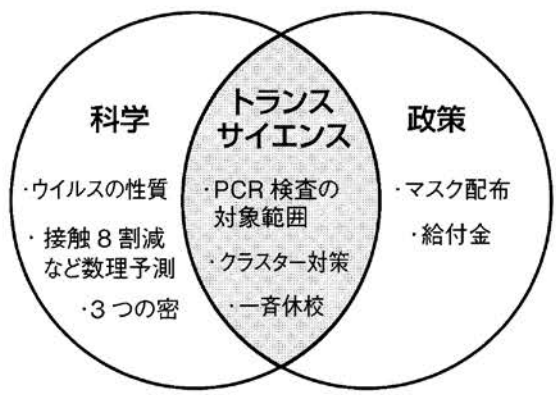 科学
・ウイルスの性質
・接触8割減
など数理予測
・3つの密
トランス
サイエンス
・PCR検査の
対象範囲
・クラスター対策
・一斉休校
政策
・マスク配布
・給付金